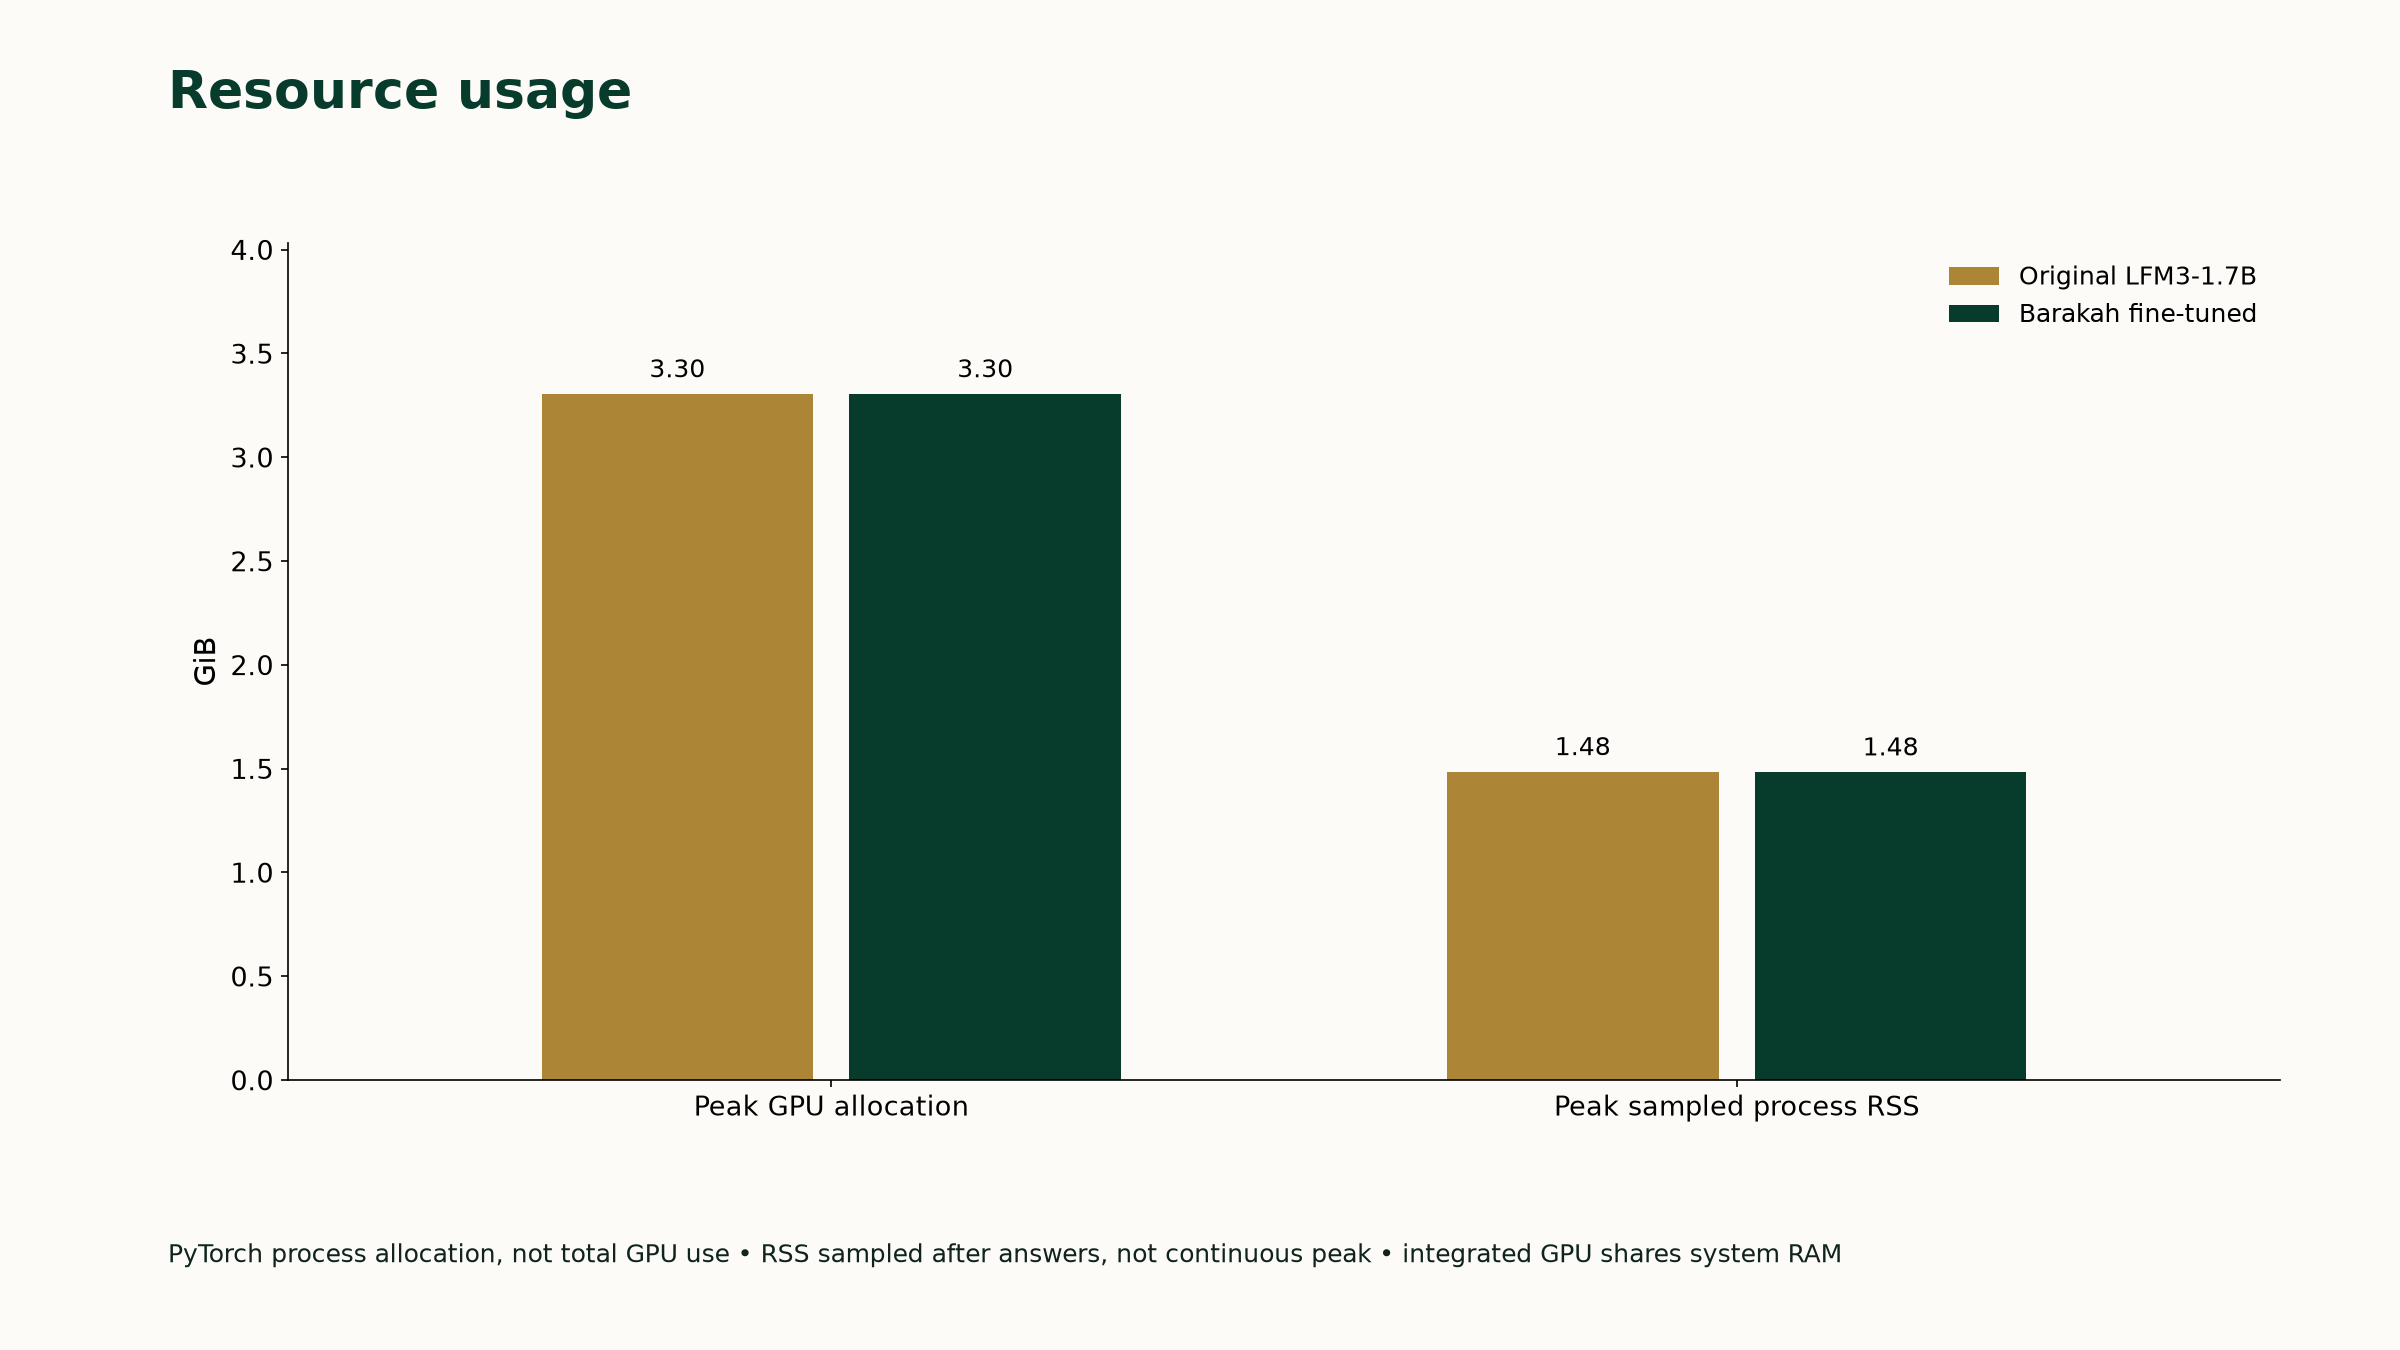 Resource usage
4.0
3.5
3.0
2.5
2.0
1.5
1.0
0.5
0.0
GiB
Original LFM3-1.7B
Barakah fine-tuned
3.30
3.30
1.48
1.48
Peak GPU allocation
Peak sampled process RSS
PyTorch process allocation, not total GPU use • RSS sampled after answers, not continuous peak • integrated GPU shares system RAM